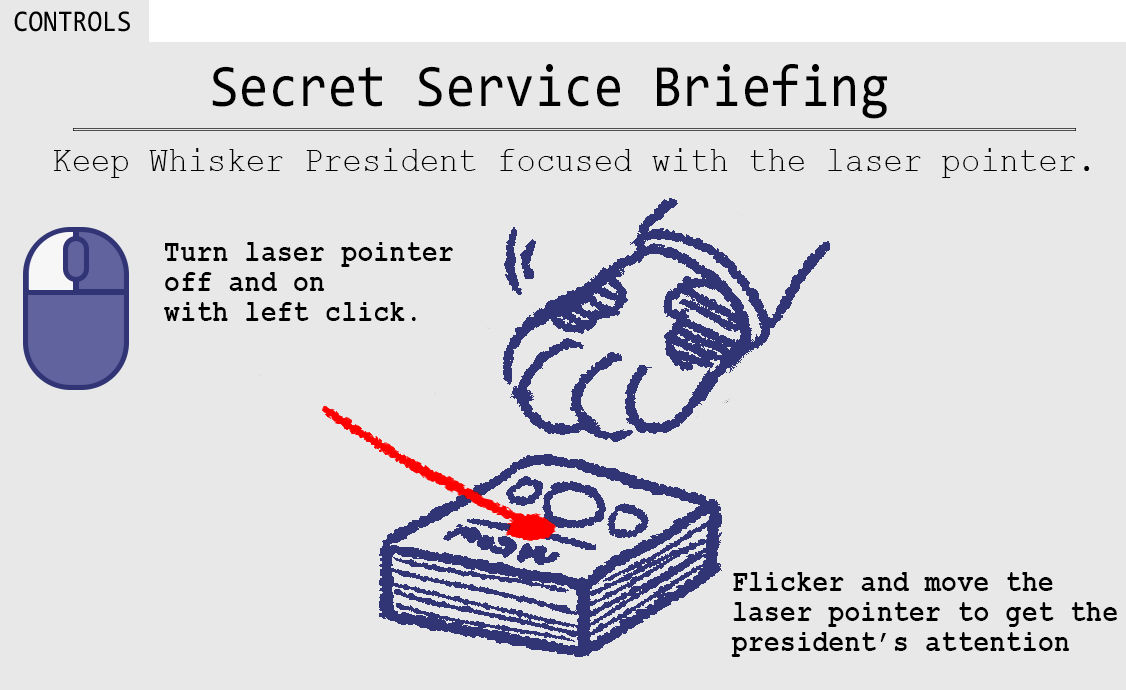 CONTROLS
Secret Service Briefing
Keep Whisker President focused with the laser pointer.
Turn laser pointer
off and on
with left click.
Flicker and move the
laser pointer to get the
president’s attention